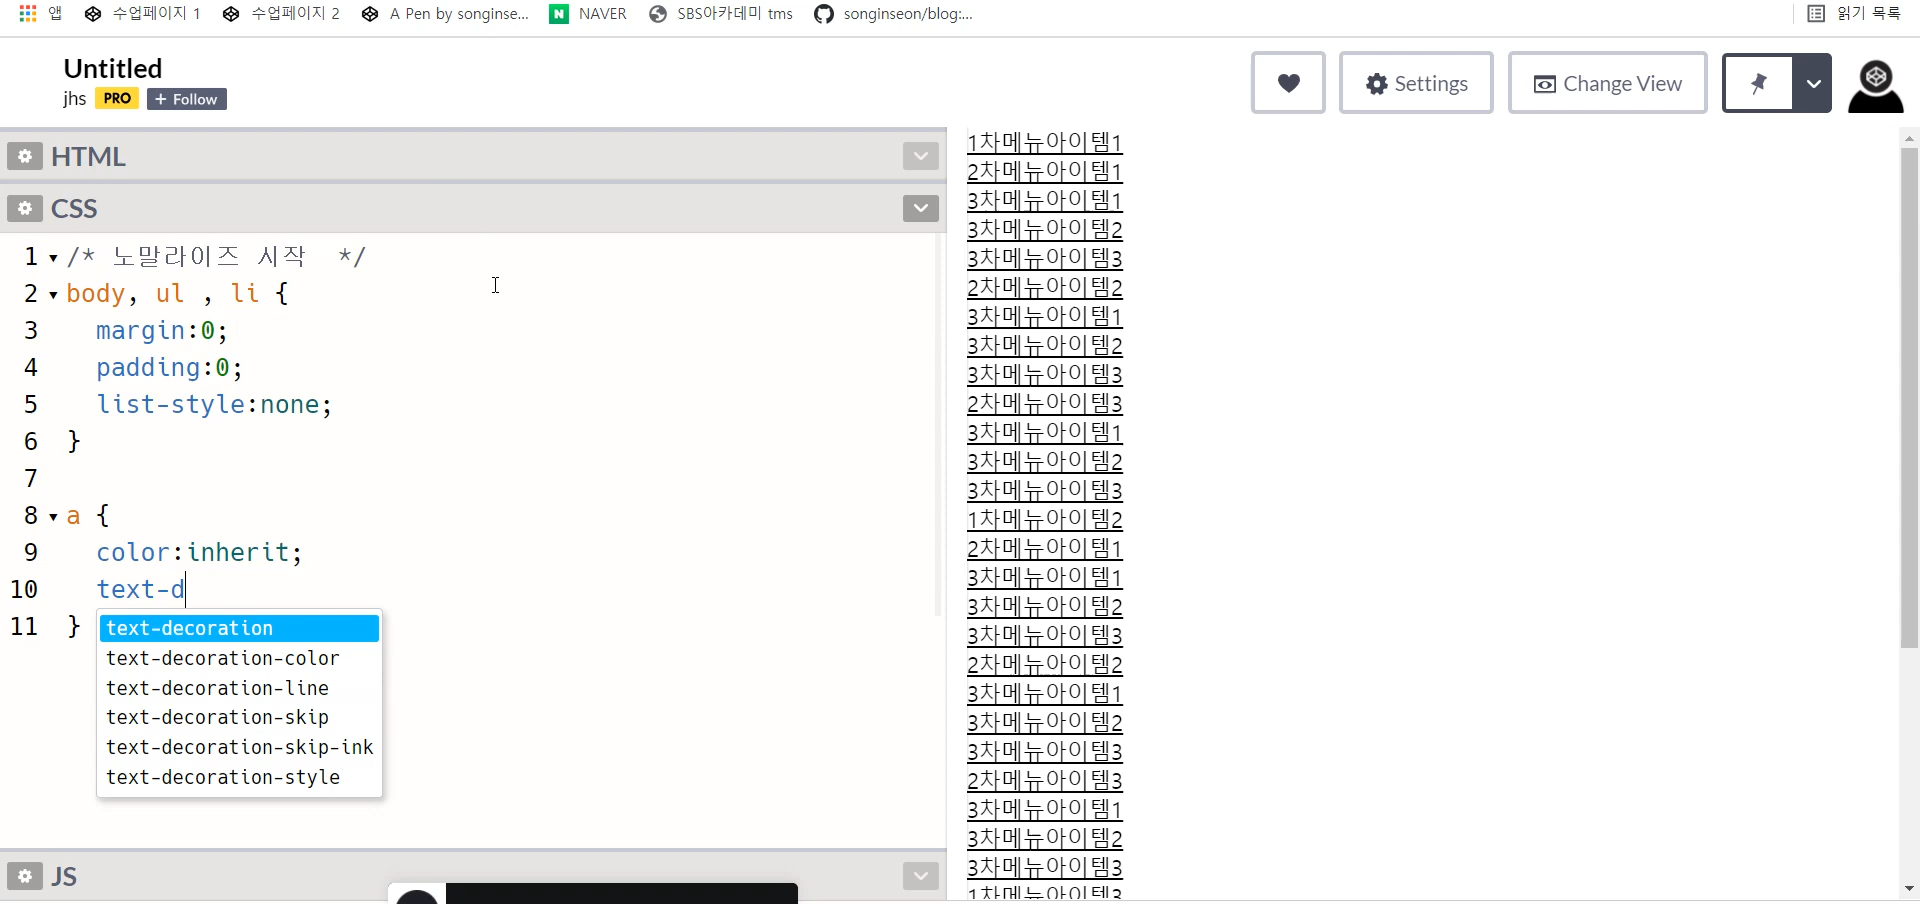 앱 수업페이지 1 수업페이지 2 A Pen by songinse... N NAVER SBS아카데미 tms songinseon/blog:... 읽기 목록
Untitled
jhs PRO + Follow
Settings
Change View
HTML
CSS
1 /* 노말라이즈 시작  */
2 body, ul , li {
3 margin:0;
4 padding:0;
5 list-style:none;
6 }
7
8 a {
9 color:inherit;
10 text-d
11 }
text-decoration
text-decoration-color
text-decoration-line
text-decoration-skip
text-decoration-skip-ink
text-decoration-style
JS
1차메뉴아이템1
2차메뉴아이템1
3차메뉴아이템1
3차메뉴아이템2
3차메뉴아이템3
2차메뉴아이템2
3차메뉴아이템1
3차메뉴아이템2
3차메뉴아이템3
2차메뉴아이템3
3차메뉴아이템1
3차메뉴아이템2
3차메뉴아이템3
1차메뉴아이템2
2차메뉴아이템1
3차메뉴아이템1
3차메뉴아이템2
3차메뉴아이템3
2차메뉴아이템2
3차메뉴아이템1
3차메뉴아이템2
3차메뉴아이템3
2차메뉴아이템3
3차메뉴아이템1
3차메뉴아이템2
3차메뉴아이템3
1차메뉴아이템3